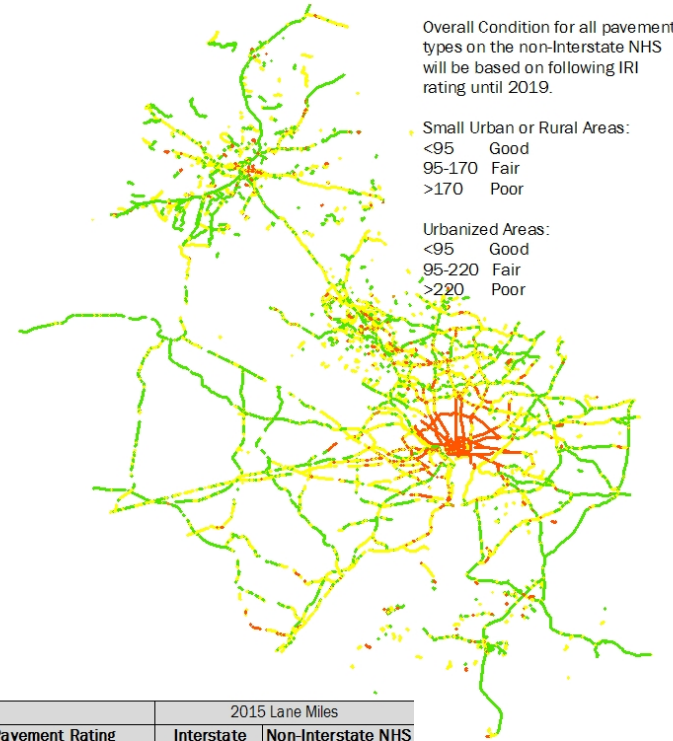 Overall Condition for all pavement
types on the non-Interstate NHS
will be based on following IRI
rating until 2019.
Small Urban or Rural Areas:
<95 Good
95-170 Fair
>170 Poor
Urbanized Areas:
<95 Good
95-220 Fair
>220 Poor
2015 Lane Miles
Pavement Rating Interstate Non-Interstate NHS